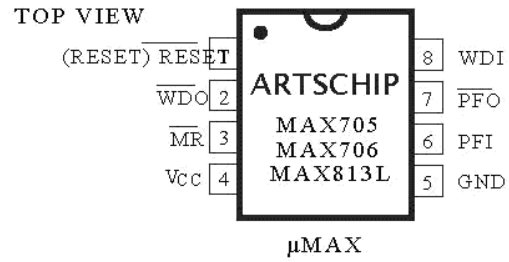 TOP VIEW
(RESET) RESET
WDO 2
MR 3
VCC 4
ARTSCHIP
MAX705
MAX706
MAX813L
8 WDI
7 PFO
6 PFI
5 GND
µMAX